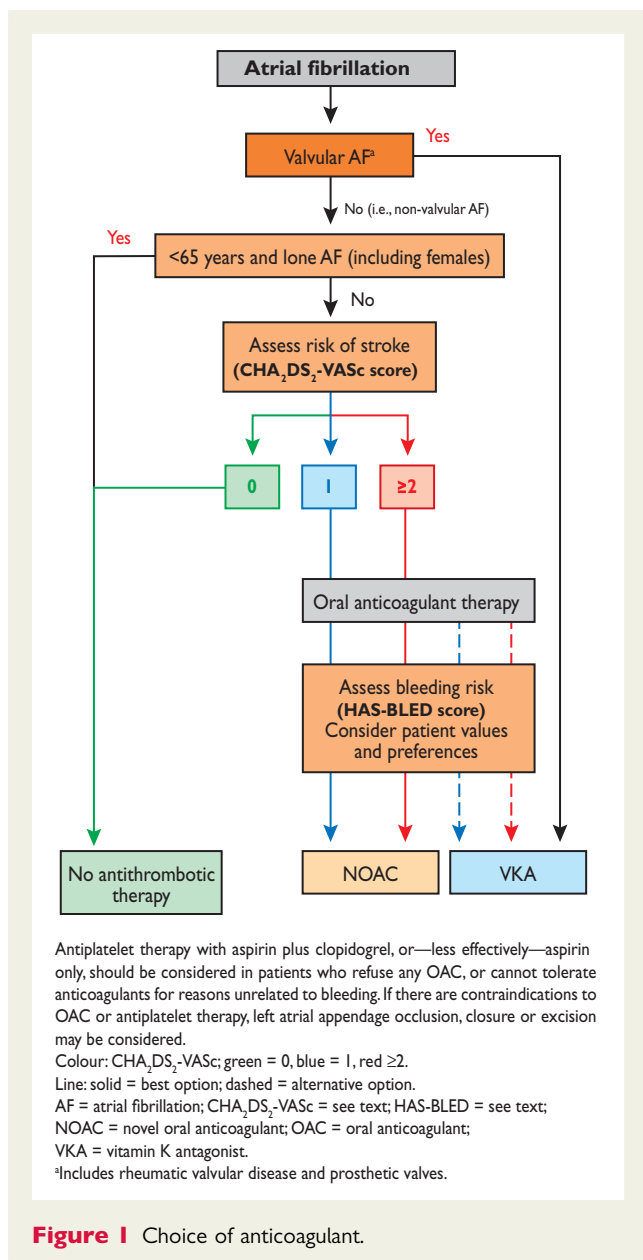 Atrial fibrillation
Yes
Valvular AFᵃ
No (i.e., non-valvular AF)
Yes
<65 years and lone AF (including females)
No
Assess risk of stroke
(CHA₂DS₂-VASc score)
0
1
≥2
Oral anticoagulant therapy
Assess bleeding risk
(HAS-BLED score)
Consider patient values
and preferences
No antithrombotic
therapy
NOAC
VKA
Antiplatelet therapy with aspirin plus clopidogrel, or—less effectively—aspirin
only, should be considered in patients who refuse any OAC, or cannot tolerate
anticoagulants for reasons unrelated to bleeding. If there are contraindications to
OAC or antiplatelet therapy, left atrial appendage occlusion, closure or excision
may be considered.
Colour: CHA₂DS₂-VASc; green = 0, blue = 1, red ≥2.
Line: solid = best option; dashed = alternative option.
AF = atrial fibrillation; CHA₂DS₂-VASc = see text; HAS-BLED = see text;
NOAC = novel oral anticoagulant; OAC = oral anticoagulant;
VKA = vitamin K antagonist.
ᵃIncludes rheumatic valvular disease and prosthetic valves.
Figure 1 Choice of anticoagulant.